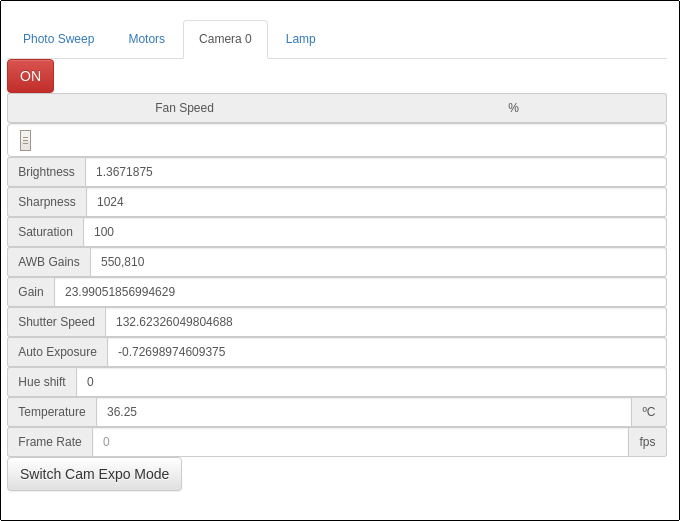 Photo Sweep Motors Camera 0 Lamp
ON
Fan Speed %
Brightness 1.3671875
Sharpness 1024
Saturation 100
AWB Gains 550,810
Gain 23.99051856994629
Shutter Speed 132.62326049804688
Auto Exposure -0.72698974609375
Hue shift 0
Temperature 36.25 ºC
Frame Rate 0 fps
Switch Cam Expo Mode